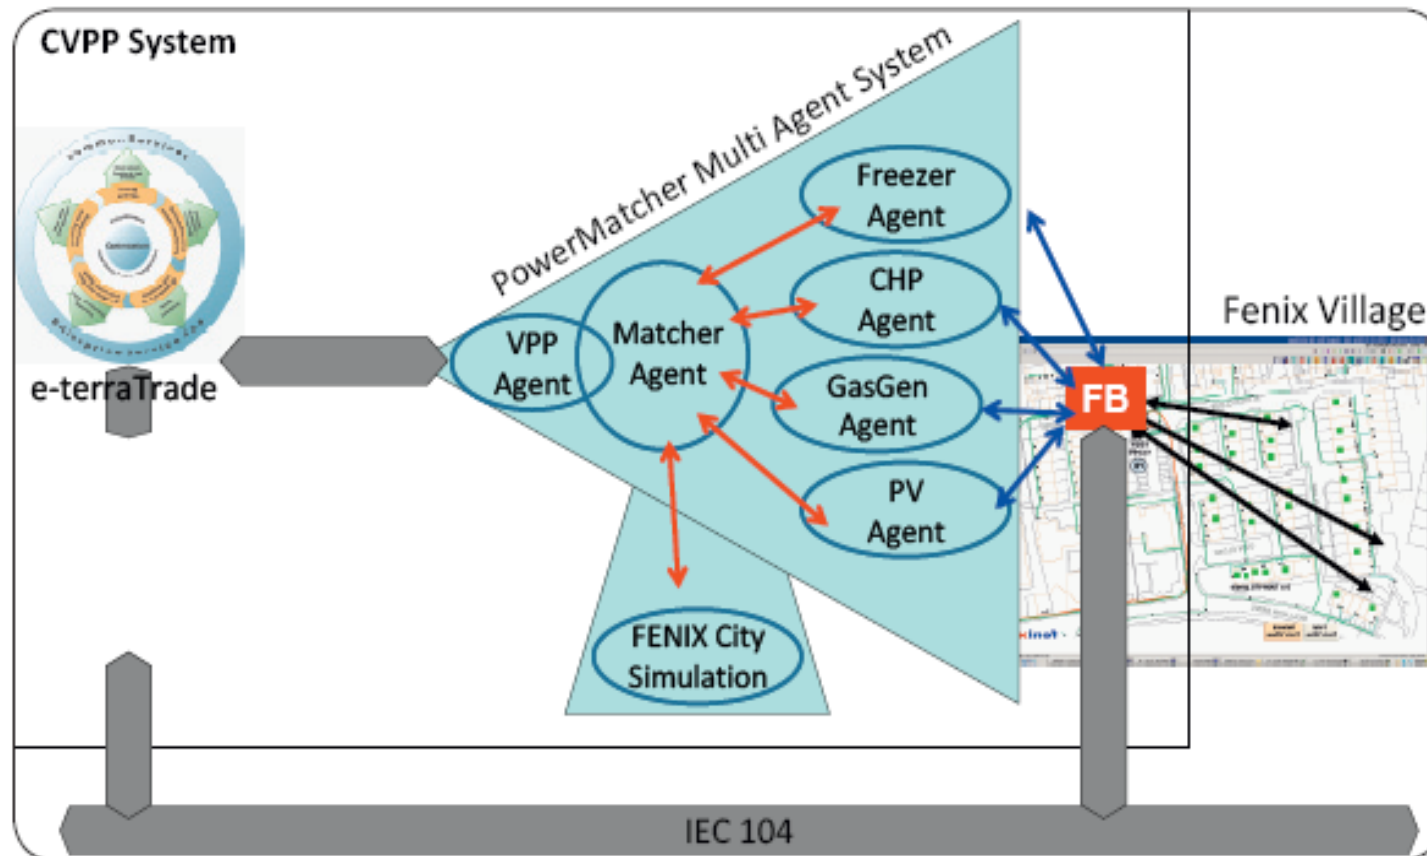 CVPP System
PowerMatcher Multi Agent System
Freezer
Agent
CHP
Agent
Matcher
Agent
VPP
Agent
GasGen
Agent
PV
Agent
FENIX City
Simulation
e-terraTrade
Fenix Village
FB
IEC 104